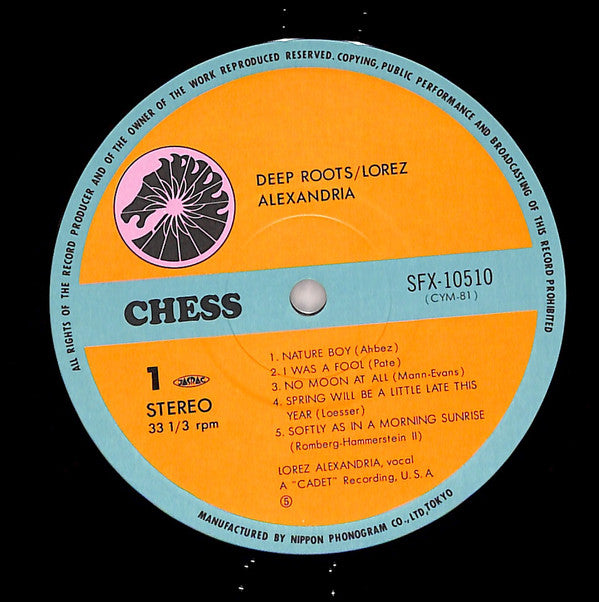 ALL RIGHTS OF THE RECORD PRODUCER AND OF THE OWNER OF THE WORK REPRODUCED RESERVED. COPYING, PUBLIC PERFORMANCE AND BROADCASTING OF THIS RECORD PROHIBITED
DEEP ROOTS/LOREZ
ALEXANDRIA
CHESS
SFX-10510
(CYM-81)
1
JASRAC
STEREO
33 1/3 rpm
1. NATURE BOY (Ahbez)
2. I WAS A FOOL (Pate)
3. NO MOON AT ALL (Mann-Evans)
4. SPRING WILL BE A LITTLE LATE THIS
YEAR (Loesser)
5. SOFTLY AS IN A MORNING SUNRISE
(Romberg-Hammerstein II)
LOREZ ALEXANDRIA, vocal
A "CADET" Recording, U.S.A
⑤
MANUFACTURED BY NIPPON PHONOGRAM CO., LTD, TOKYO